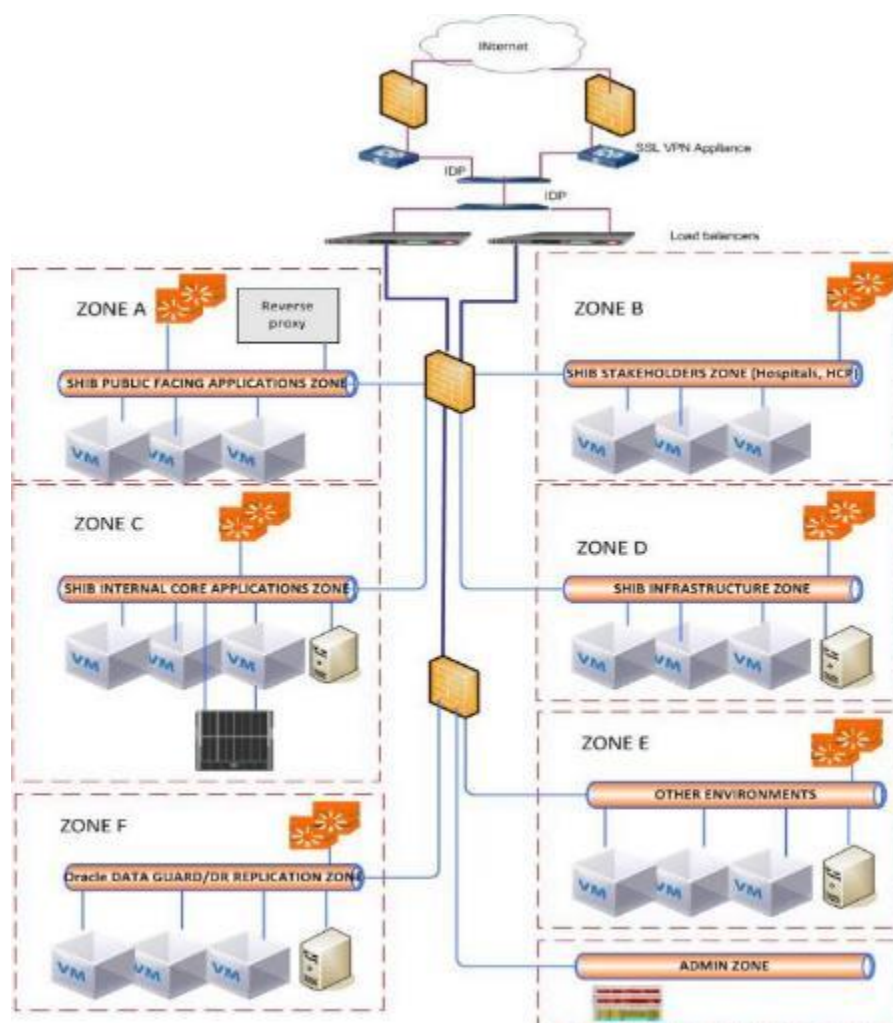 INternet
SSL VPN Appliance
IDP
IDP
Load balancers
ZONE A
Reverse
proxy
SHIB PUBLIC FACING APPLICATIONS ZONE
VM VM VM
ZONE B
SHIB STAKEHOLDERS ZONE (Hospitals, HCP)
VM VM VM
ZONE C
SHIB INTERNAL CORE APPLICATIONS ZONE
VM VM VM
ZONE D
SHIB INFRASTRUCTURE ZONE
VM VM VM
ZONE E
OTHER ENVIRONMENTS
VM VM VM
ZONE F
Oracle DATA GUARD/DR REPLICATION ZONE
VM VM VM
ADMIN ZONE